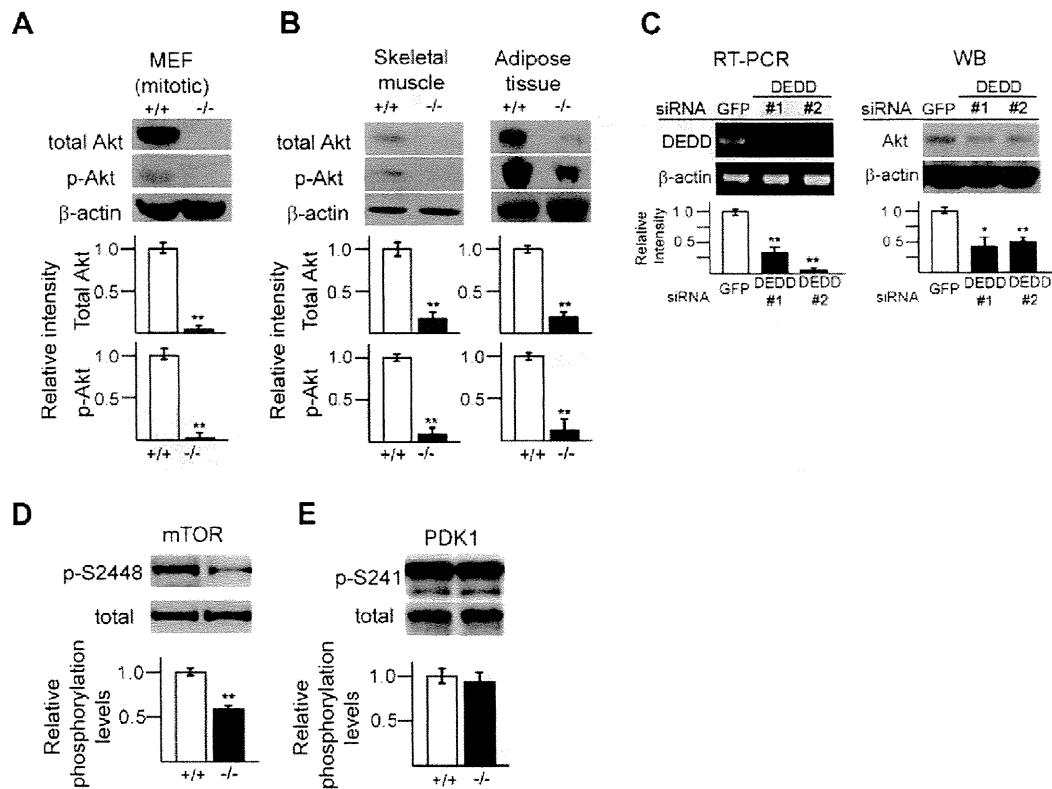 A
MEF
(mitotic)
+/+ -/-
total Akt
p-Akt
β-actin
Relative intensity
Total Akt
1.0
0.5
**
p-Akt
1.0
0.5
**
+/+ -/-
B
Skeletal muscle
Adipose tissue
+/+ -/-
+/+ -/-
total Akt
p-Akt
β-actin
Relative intensity
Total Akt
1.0
0.5
**
1.0
0.5
**
p-Akt
1.0
0.5
**
1.0
0.5
**
+/+ -/-
+/+ -/-
C
RT-PCR
DEDD
siRNA GFP #1 #2
DEDD
β-actin
Relative Intensity
1.0
0.5
**
**
siRNA GFP DEDD #1 DEDD #2
WB
DEDD
siRNA GFP #1 #2
Akt
β-actin
1.0
0.5
*
**
siRNA GFP DEDD #1 DEDD #2
D
mTOR
p-S2448
total
Relative phosphorylation levels
1.0
0.5
**
+/+ -/-
E
PDK1
p-S241
total
Relative phosphorylation levels
1.0
0.5
+/+ -/-